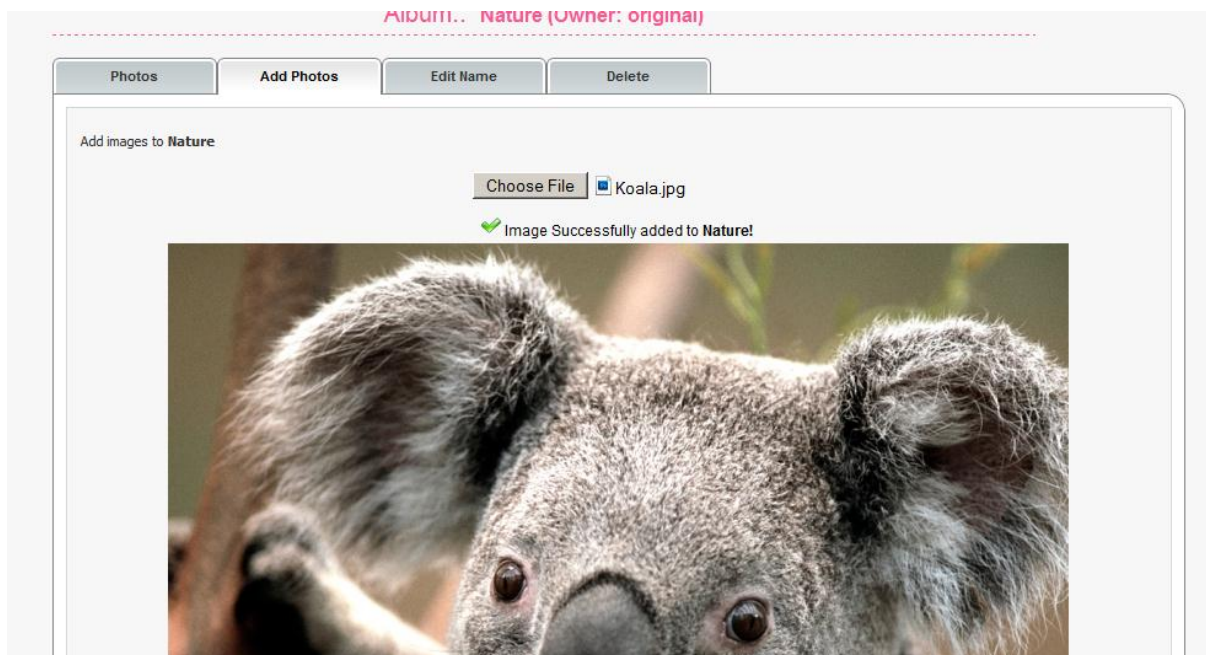 Album.. Nature (Owner: original)
Photos Add Photos Edit Name Delete
Add images to Nature
Choose File Koala.jpg
Image Successfully added to Nature!